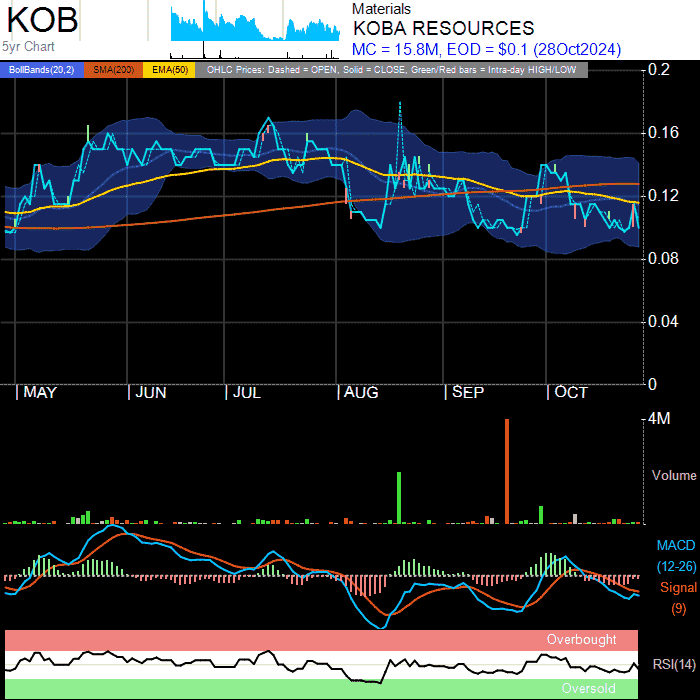 KOB
5yr Chart
Materials
KOBA RESOURCES
MC = 15.8M, EOD = $0.1 (28Oct2024)
BollBands(20,2) SMA(200) EMA(50) OHLC Prices: Dashed = OPEN, Solid = CLOSE, Green/Red bars = Intra-day HIGH/LOW
0.2
0.16
0.12
0.08
0.04
0
MAY JUN JUL AUG SEP OCT
4M
Volume
MACD
(12-26)
Signal
(9)
Overbought
RSI(14)
Oversold